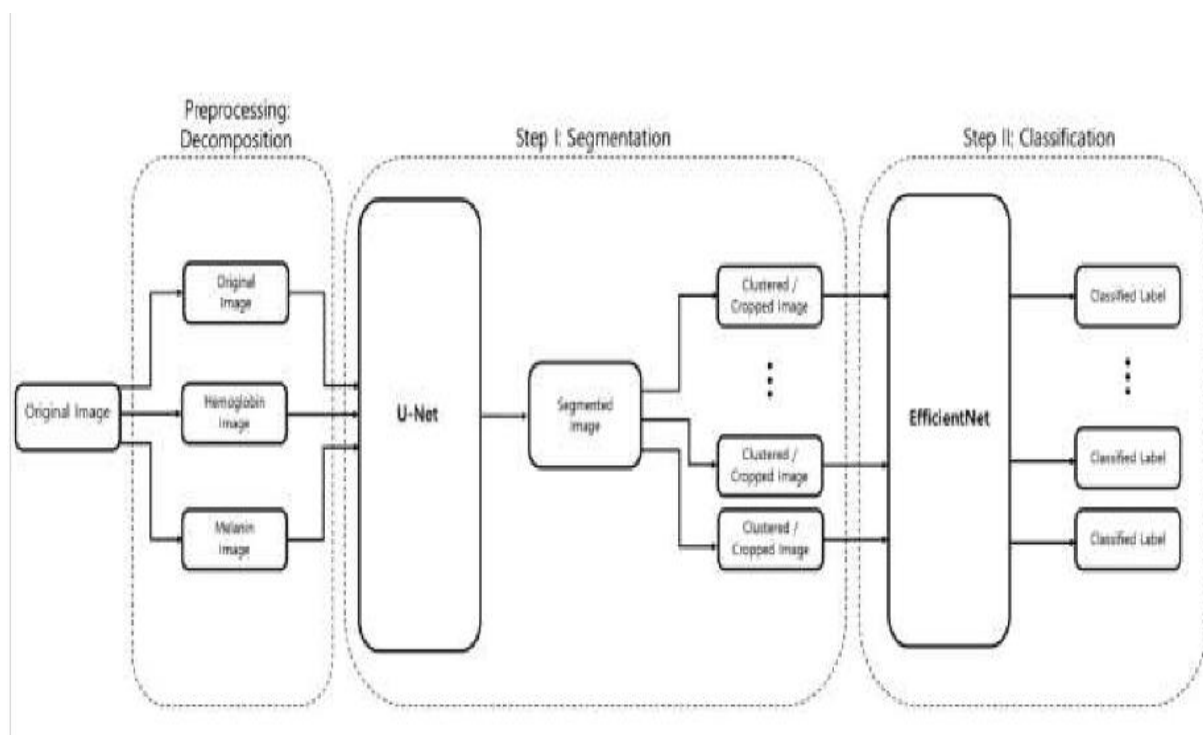 Preprocessing:
Decomposition
Step I: Segmentation
Step II: Classification
Original Image
Original
Image
Hemoglobin
Image
Melanin
Image
U-Net
Segmented
Image
Clustered /
Cropped Image
Clustered /
Cropped Image
Clustered /
Cropped Image
EfficientNet
Classified Label
Classified Label
Classified Label